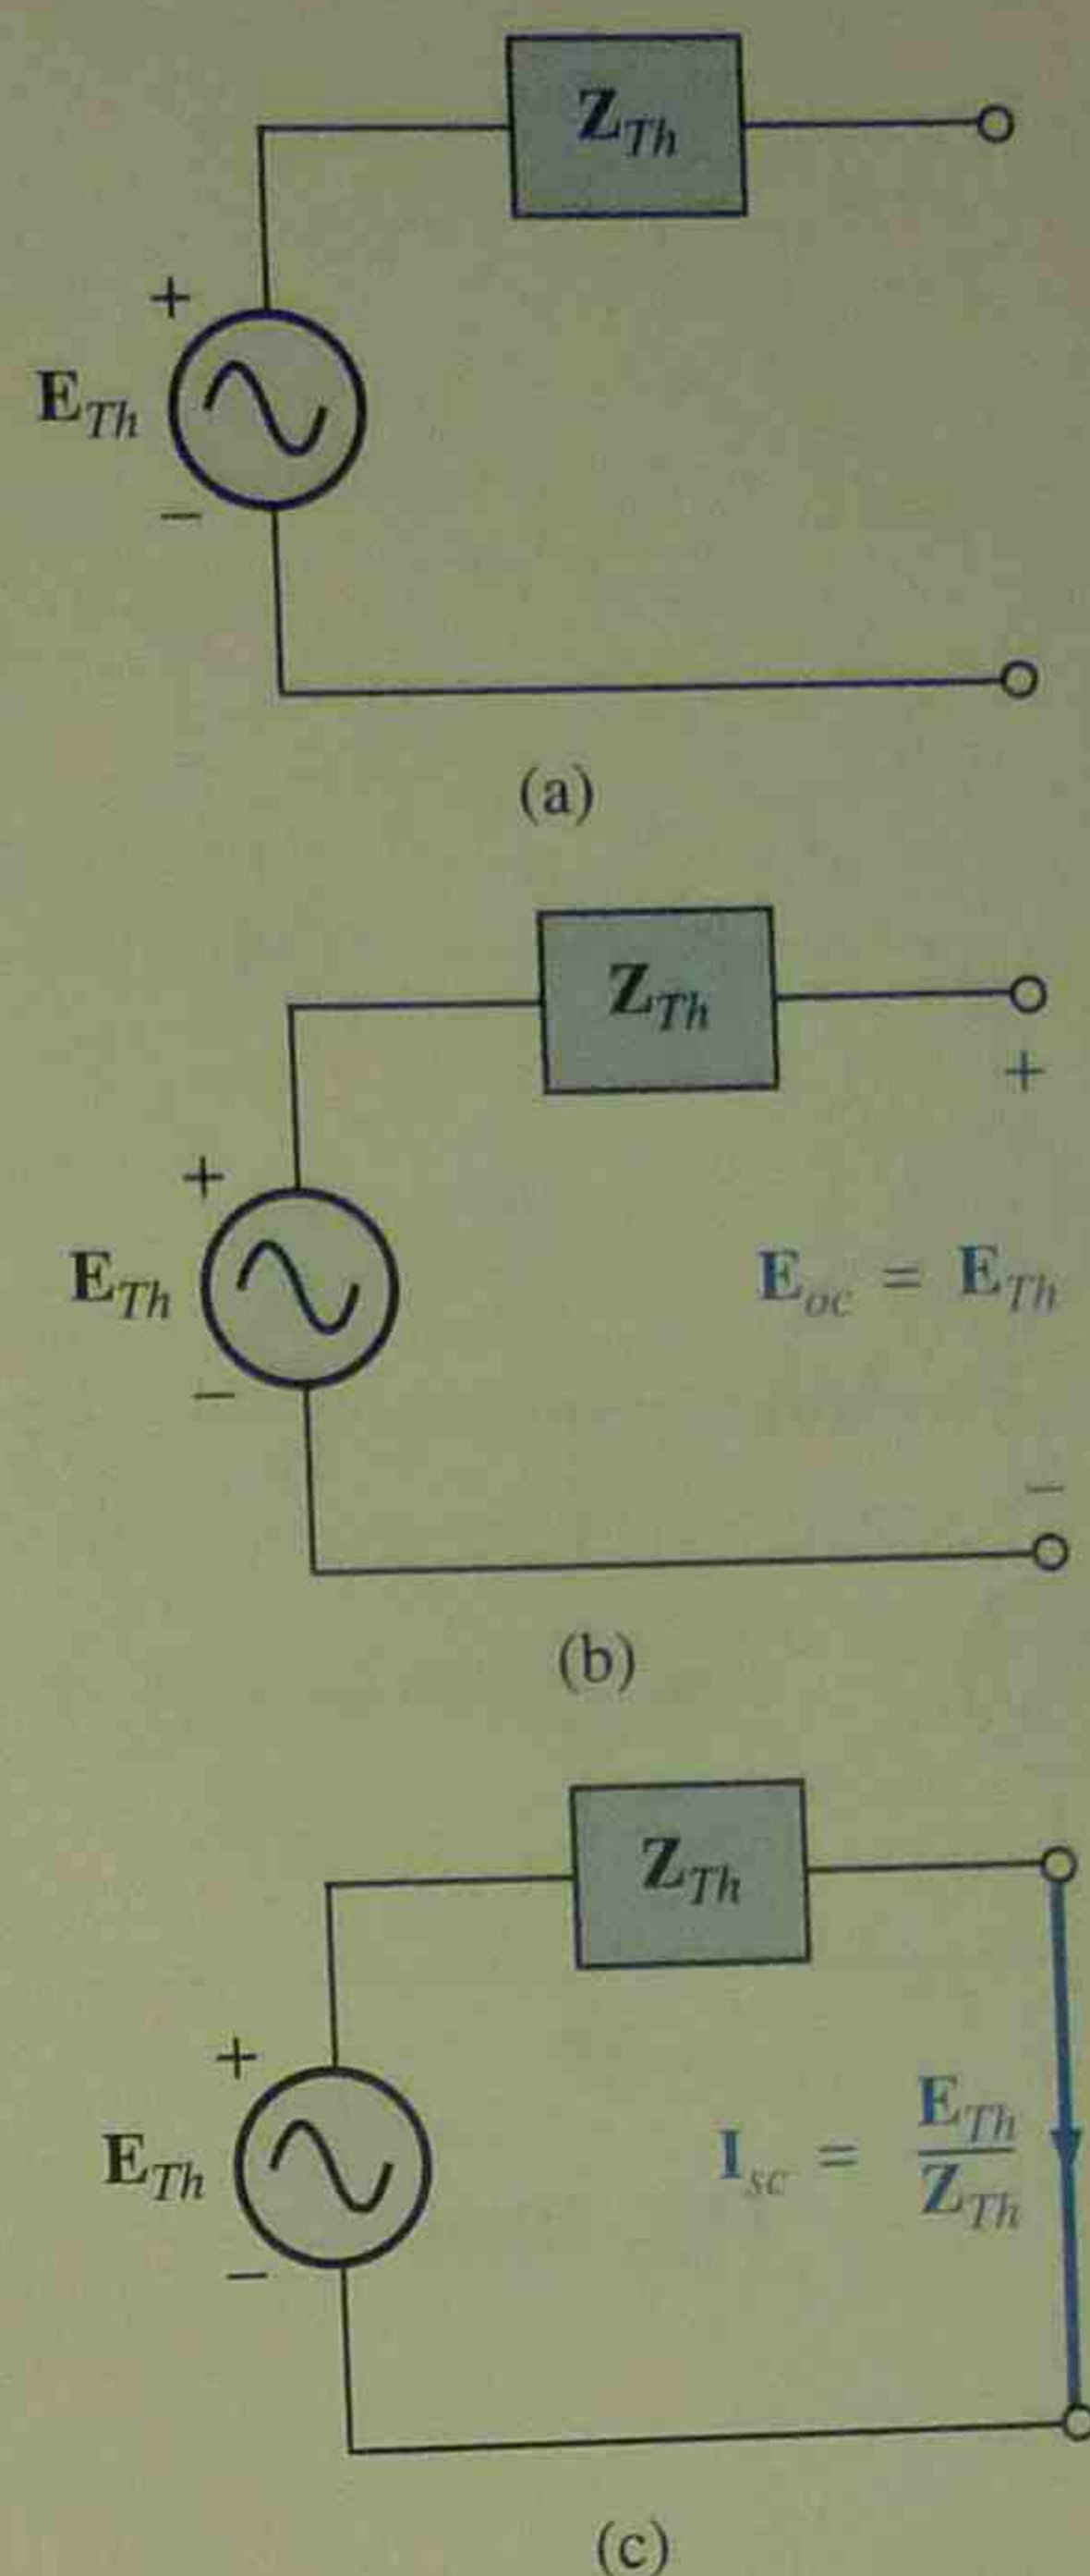 Z_Th
+
E_Th
−
(a)
Z_Th
+
+
E_Th
E_oc = E_Th
−
−
(b)
Z_Th
+
E_Th
I_sc = E_Th / Z_Th
−
(c)